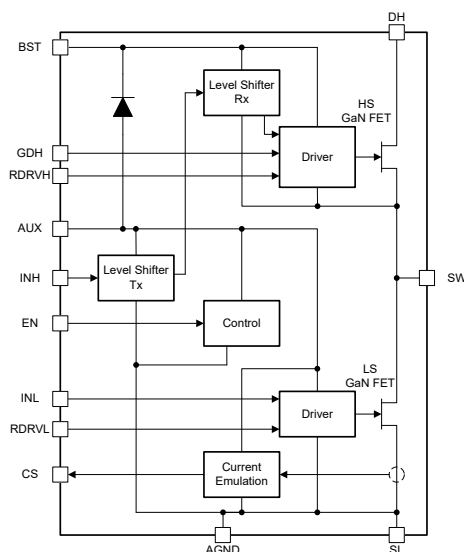 DH
BST
Level Shifter
Rx
HS
GaN FET
GDH
Driver
RDRVH
AUX
INH
Level Shifter
Tx
SW
EN
Control
LS
GaN FET
INL
Driver
RDRVL
CS
Current
Emulation
AGND
SL